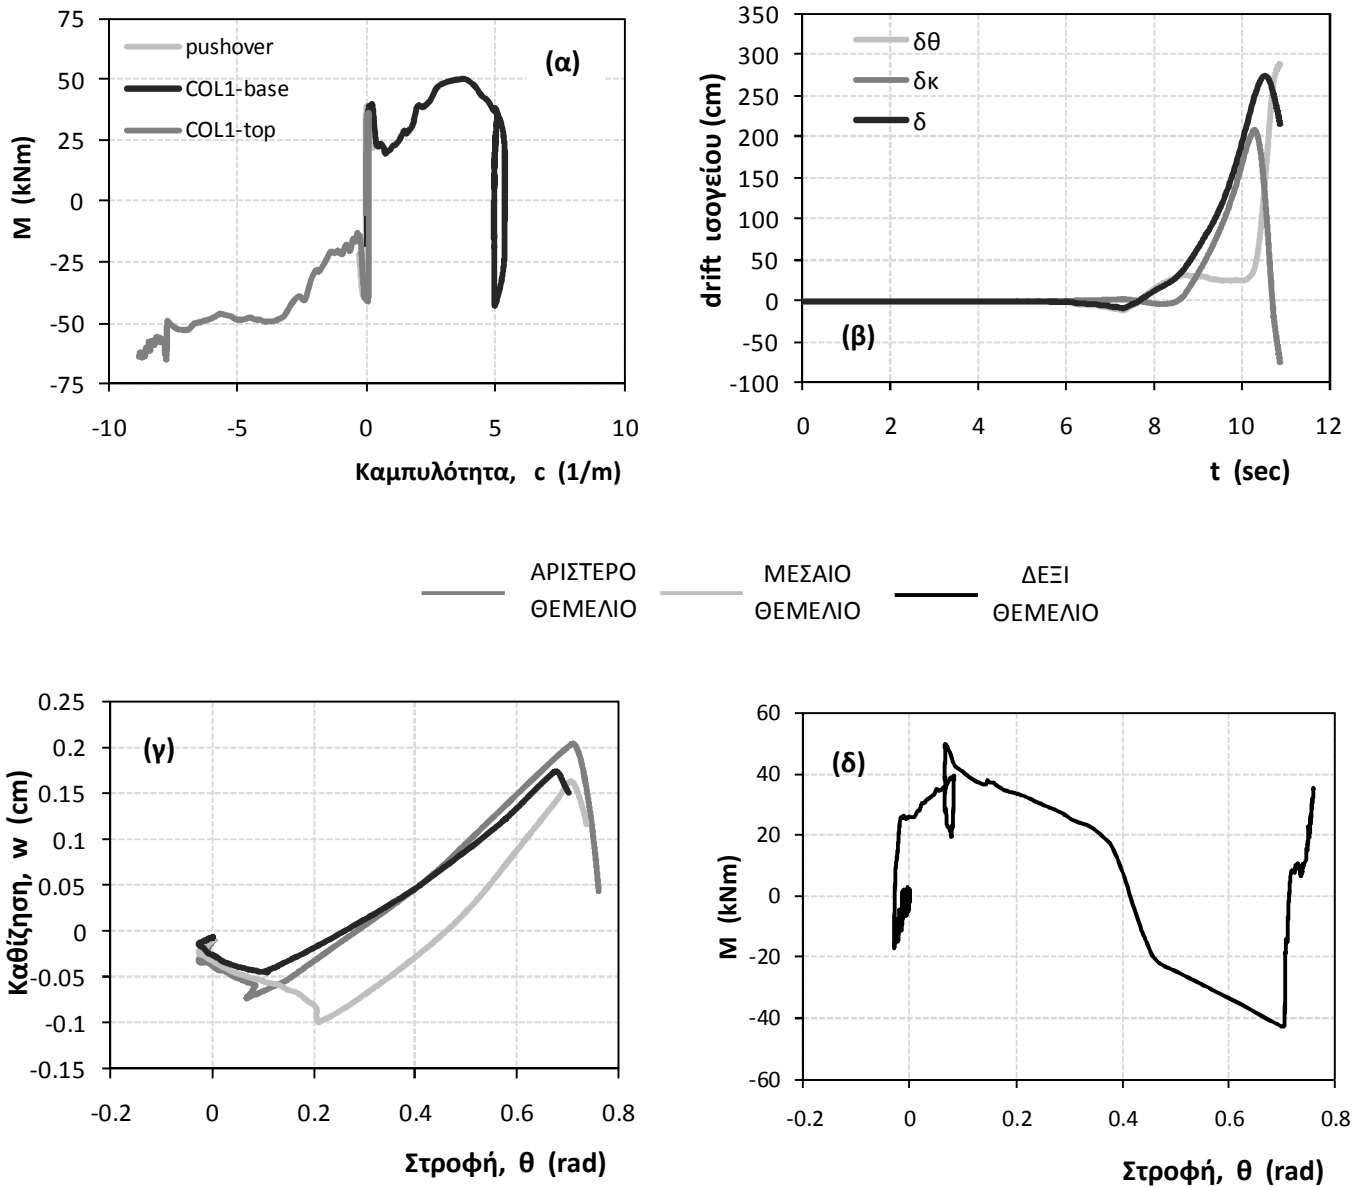 75
50
25
0
-25
-50
-75
M (kNm)
pushover
COL1-base
COL1-top
(α)
-10 -5 0 5 10
Καμπυλότητα, c (1/m)
350
300
250
200
150
100
50
0
-50
-100
drift ισογείου (cm)
δθ
δκ
δ
(β)
0 2 4 6 8 10 12
t (sec)
ΑΡΙΣΤΕΡΟ ΘΕΜΕΛΙΟ
ΜΕΣΑΙΟ ΘΕΜΕΛΙΟ
ΔΕΞΙ ΘΕΜΕΛΙΟ
0.25
0.2
0.15
0.1
0.05
0
-0.05
-0.1
-0.15
Καθίζηση, w (cm)
(γ)
-0.2 0 0.2 0.4 0.6 0.8
Στροφή, θ (rad)
60
40
20
0
-20
-40
-60
M (kNm)
(δ)
-0.2 0 0.2 0.4 0.6 0.8
Στροφή, θ (rad)